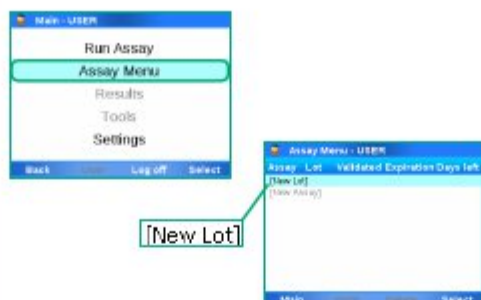 Main - USER
Run Assay
Assay Menu
Results
Tools
Settings
Back Log off Select
Assay Menu - USER
Assay Lot Validated Expiration Days left
[New Lot]
[New Assay]
[New Lot]
Main Select